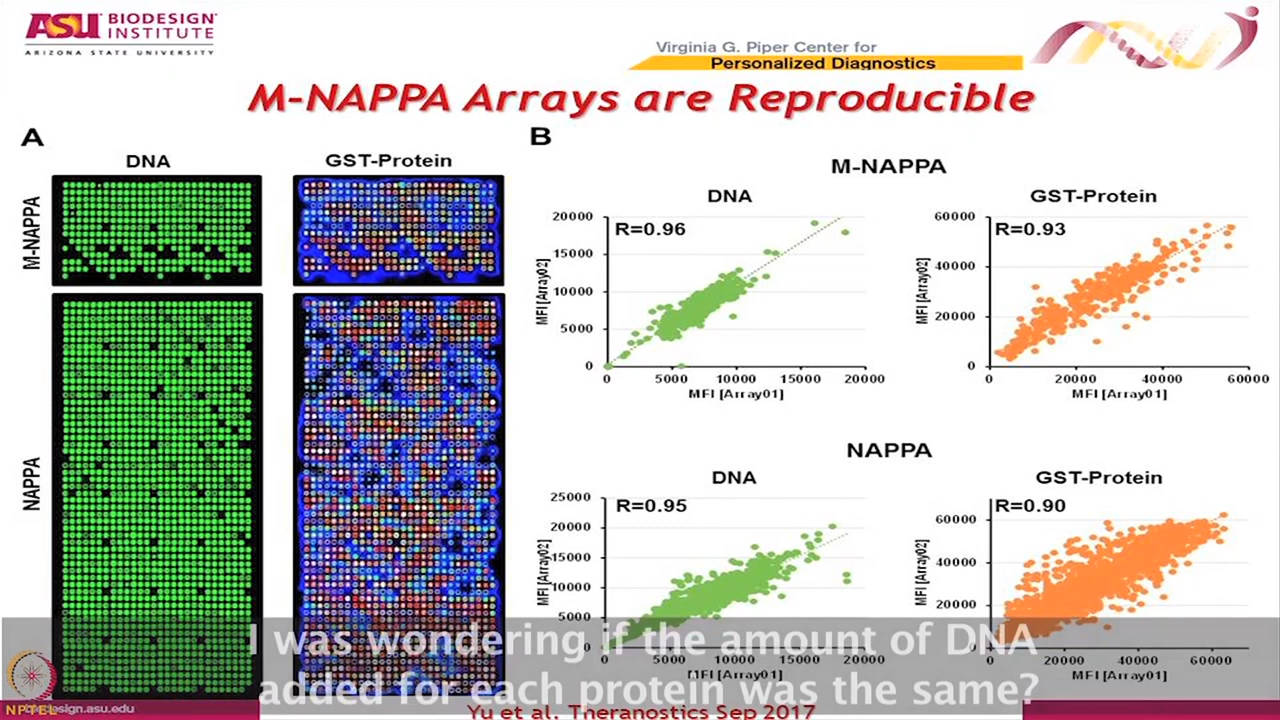 ASU BIODESIGN INSTITUTE
ARIZONA STATE UNIVERSITY
Virginia G. Piper Center for
Personalized Diagnostics
M-NAPPA Arrays are Reproducible
A
DNA
GST-Protein
M-NAPPA
NAPPA
B
M-NAPPA
DNA
GST-Protein
R=0.96
20000
15000
10000
5000
0
MFI [Array02]
0 5000 10000 15000 20000
MFI [Array01]
R=0.93
60000
40000
20000
0
MFI [Array02]
0 20000 40000 60000
MFI [Array01]
NAPPA
DNA
GST-Protein
R=0.95
25000
20000
15000
10000
5000
MFI [Array02]
0 5000 10000 15000 20000
MFI [Array01]
R=0.90
60000
40000
20000
0
MFI [Array02]
0 20000 40000 60000
MFI [Array01]
I was wondering if the amount of DNA
added for each protein was the same?
NPTEL
design.asu.edu
Yu et al. Theranostics Sep 2017